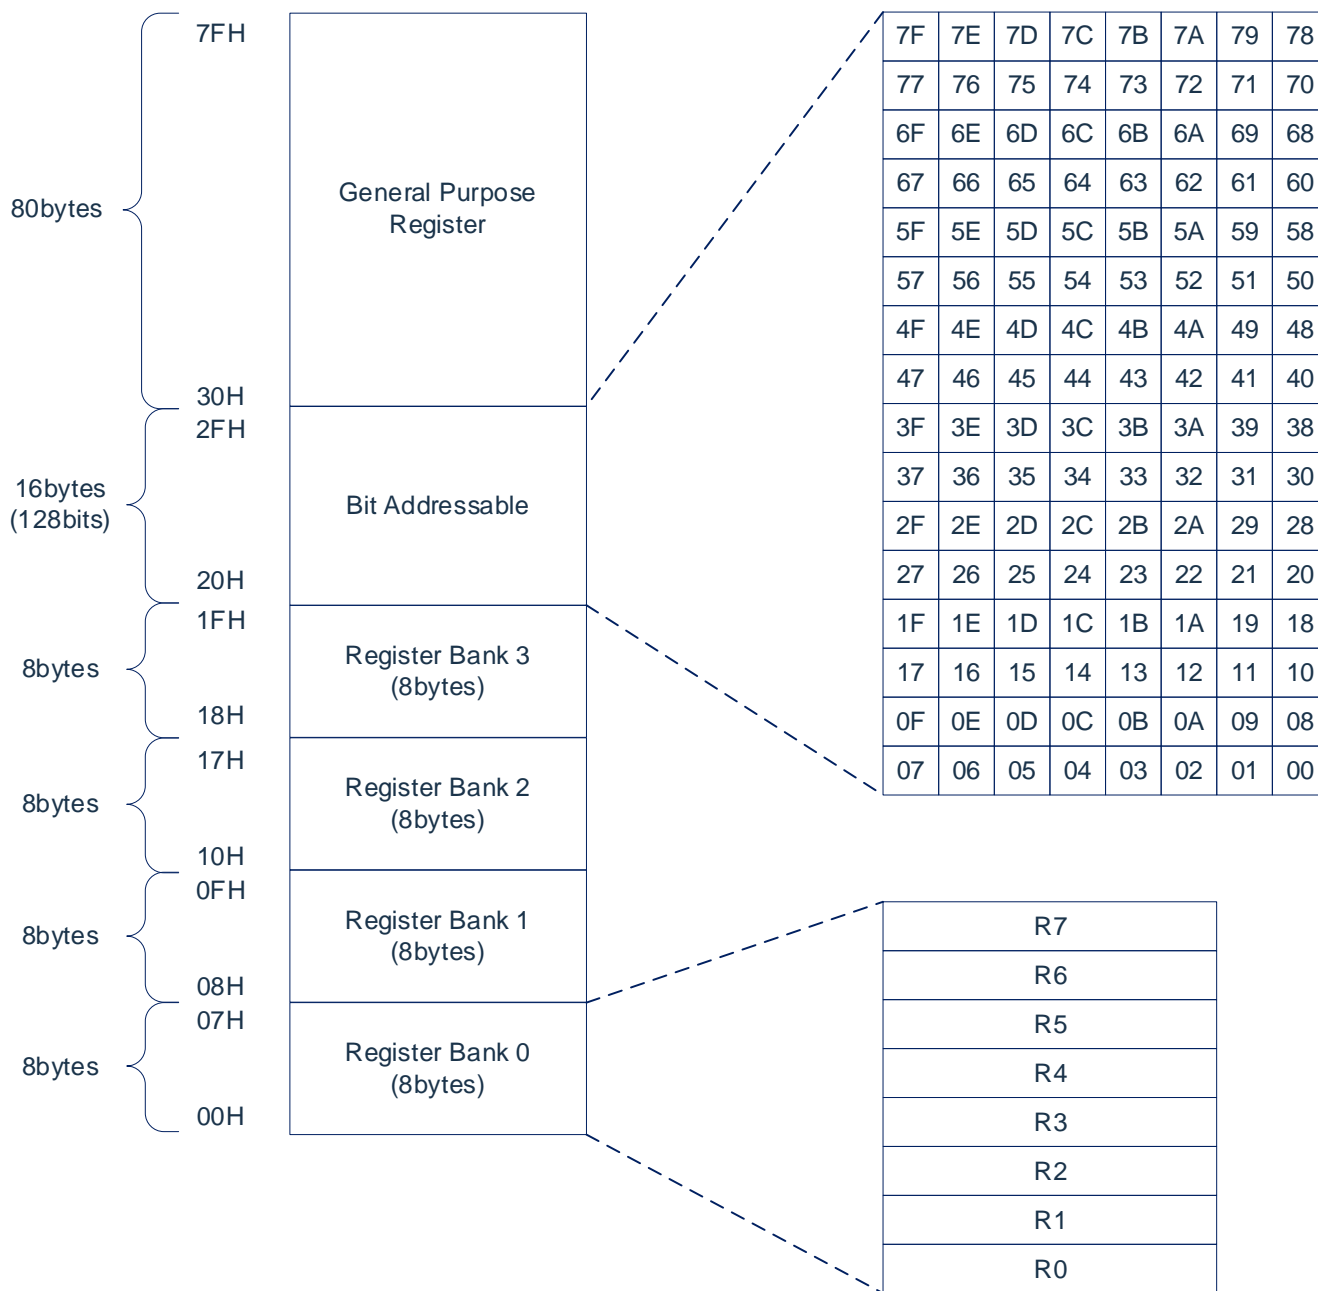 7FH
80bytes
General Purpose
Register
30H
2FH
16bytes
(128bits)
Bit Addressable
20H
1FH
8bytes
Register Bank 3
(8bytes)
18H
17H
8bytes
Register Bank 2
(8bytes)
10H
0FH
8bytes
Register Bank 1
(8bytes)
08H
07H
8bytes
Register Bank 0
(8bytes)
00H
7F 7E 7D 7C 7B 7A 79 78
77 76 75 74 73 72 71 70
6F 6E 6D 6C 6B 6A 69 68
67 66 65 64 63 62 61 60
5F 5E 5D 5C 5B 5A 59 58
57 56 55 54 53 52 51 50
4F 4E 4D 4C 4B 4A 49 48
47 46 45 44 43 42 41 40
3F 3E 3D 3C 3B 3A 39 38
37 36 35 34 33 32 31 30
2F 2E 2D 2C 2B 2A 29 28
27 26 25 24 23 22 21 20
1F 1E 1D 1C 1B 1A 19 18
17 16 15 14 13 12 11 10
0F 0E 0D 0C 0B 0A 09 08
07 06 05 04 03 02 01 00
R7
R6
R5
R4
R3
R2
R1
R0